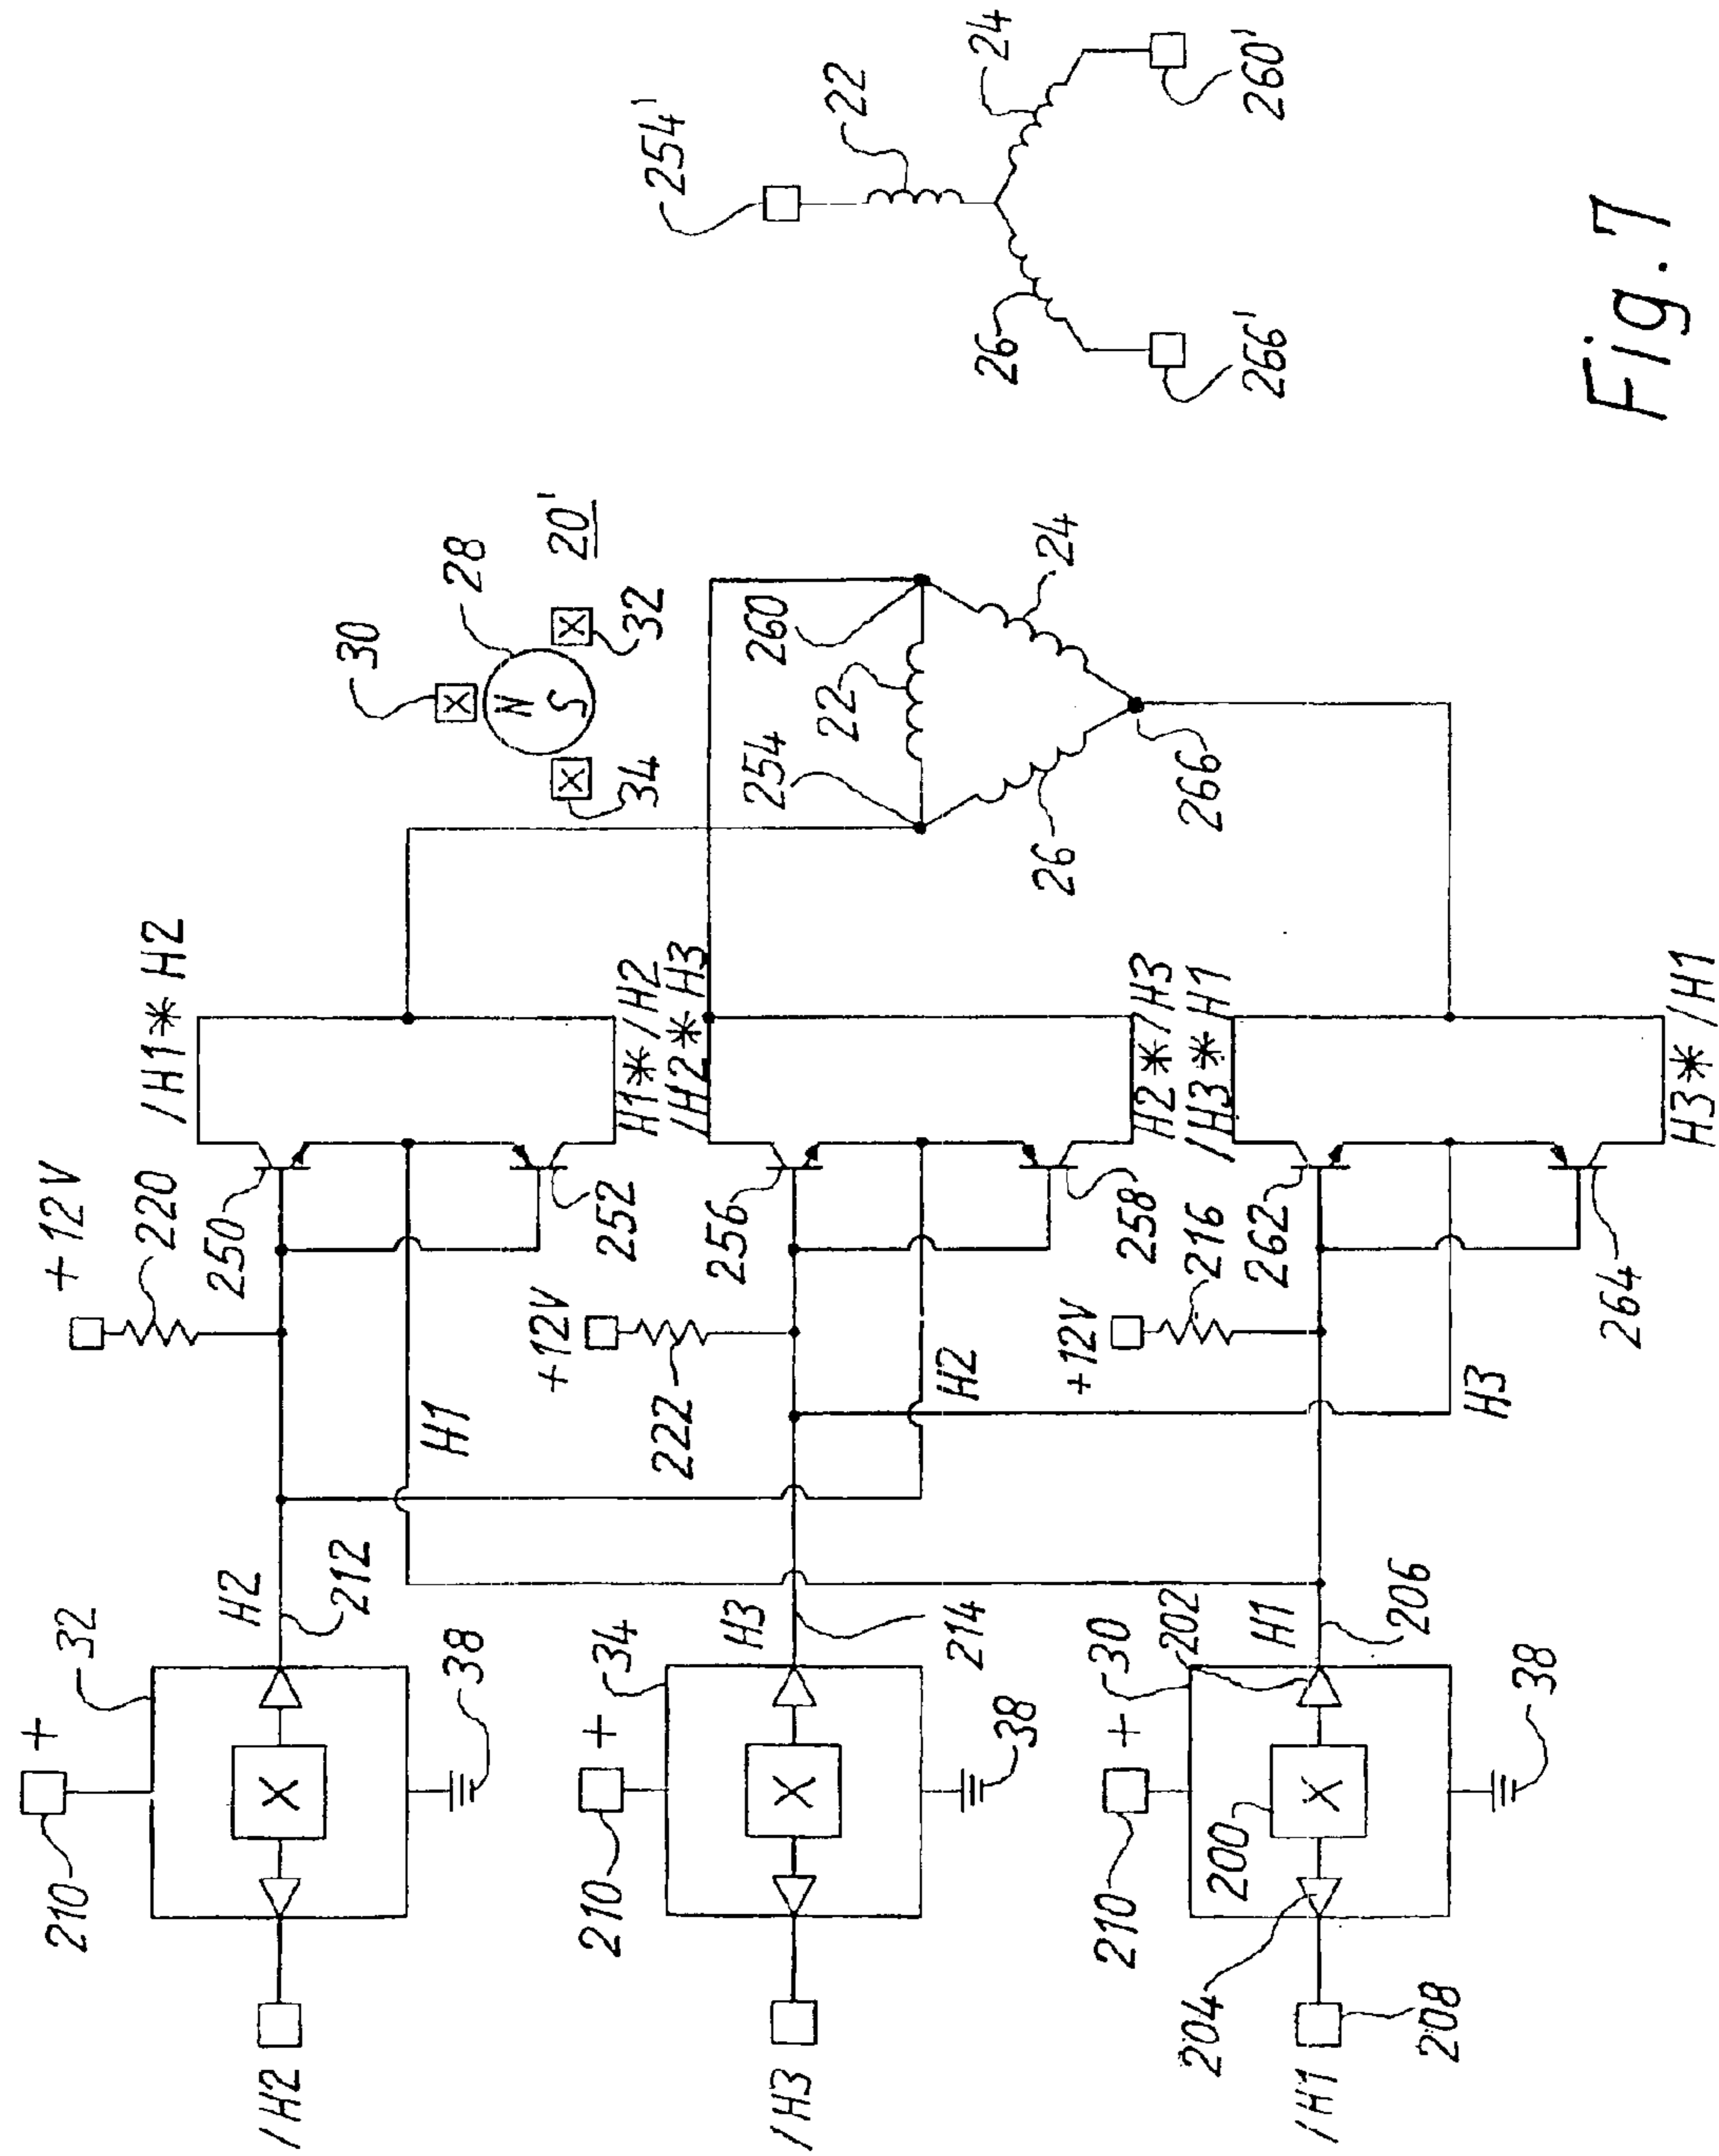 /H2
210
+
32
H2
212
38
+12V
220
250
/H1*H2
252
H1*/H2
H1
/H3
210
+
34
H3
214
38
+12V
222
256
/H2*H3
258
H2*/H3
H2
/H1
208
204
210
+
200
30
202
H1
206
38
+12V
216
262
/H3*H1
264
H3*/H1
H3
30
28
N
S
20'
32
34
254
22
260
24
26
266
254'
22
24
260'
26
266'
X
X
X
X
X
X
Fig.7